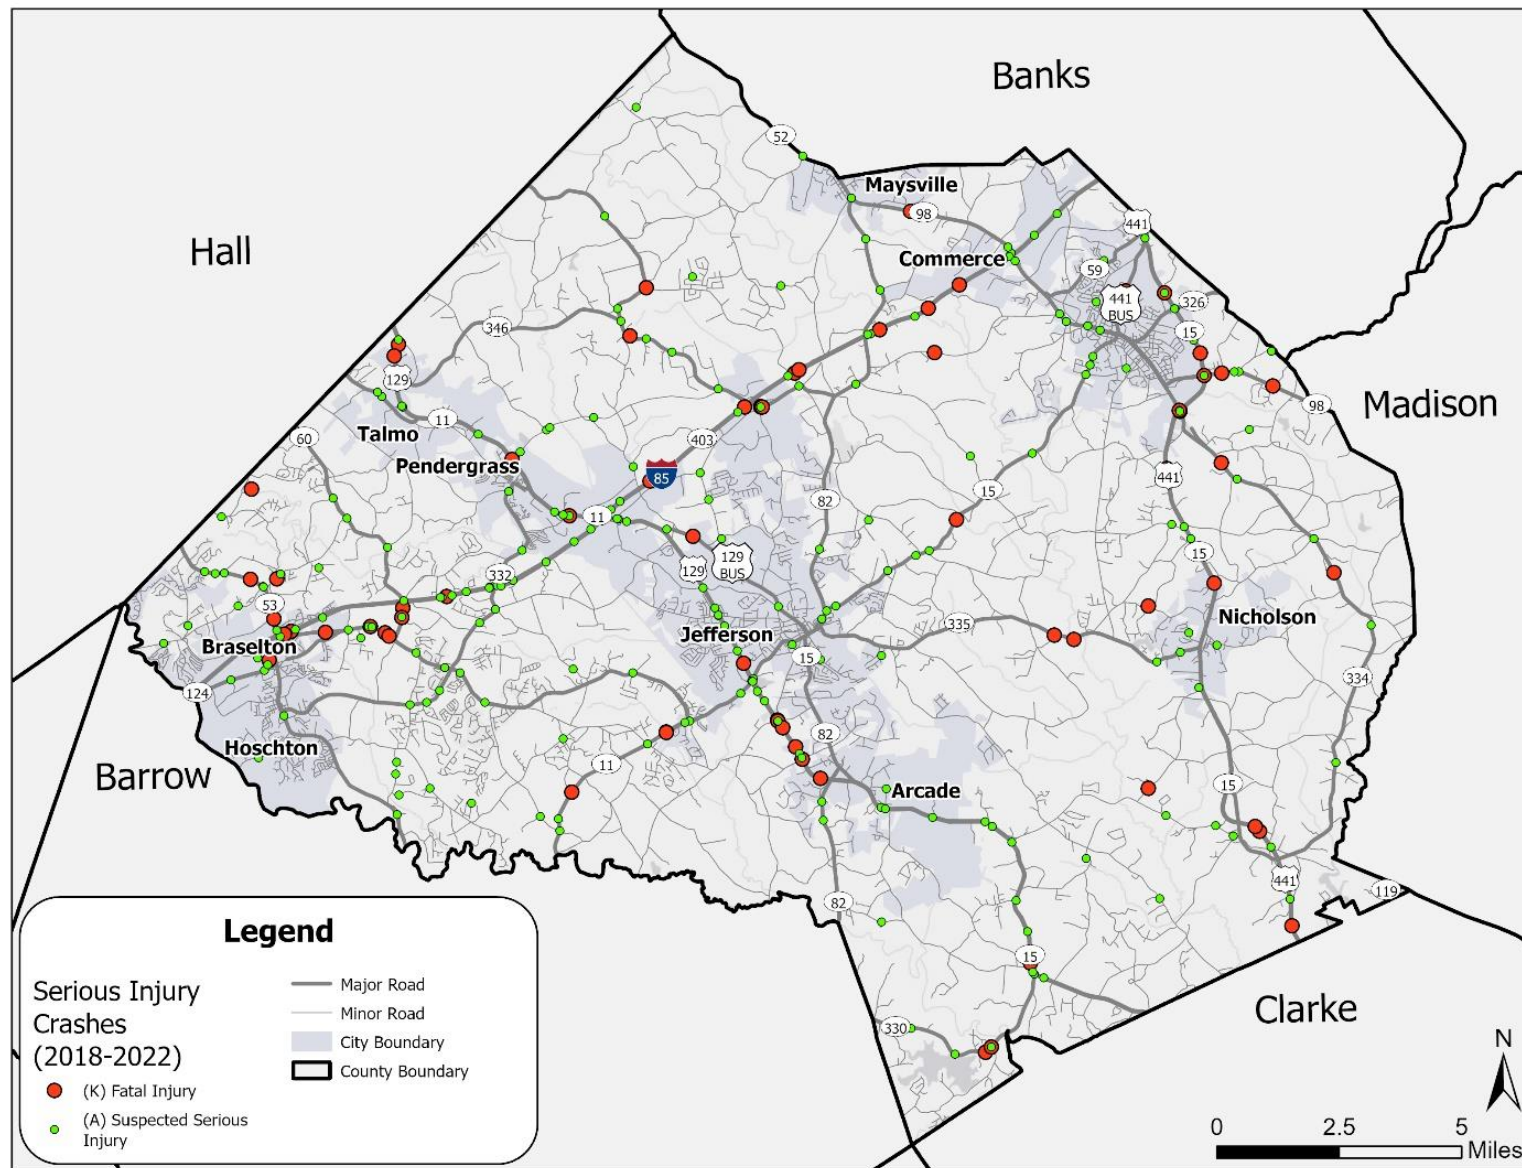 Banks
52
Maysville
98
441
Hall
Commerce
59
441
BUS
326
346
15
129
98
Madison
11
60
Talmo
403
Pendergrass
85
441
82
15
11
15
129
BUS
129
332
53
335
Nicholson
Jefferson
Braselton
15
334
124
82
Hoschton
11
Barrow
15
Arcade
441
119
82
15
Clarke
330
Legend
Serious Injury
Crashes
(2018-2022)
(K) Fatal Injury
(A) Suspected Serious
Injury
Major Road
Minor Road
City Boundary
County Boundary
N
0 2.5 5
Miles